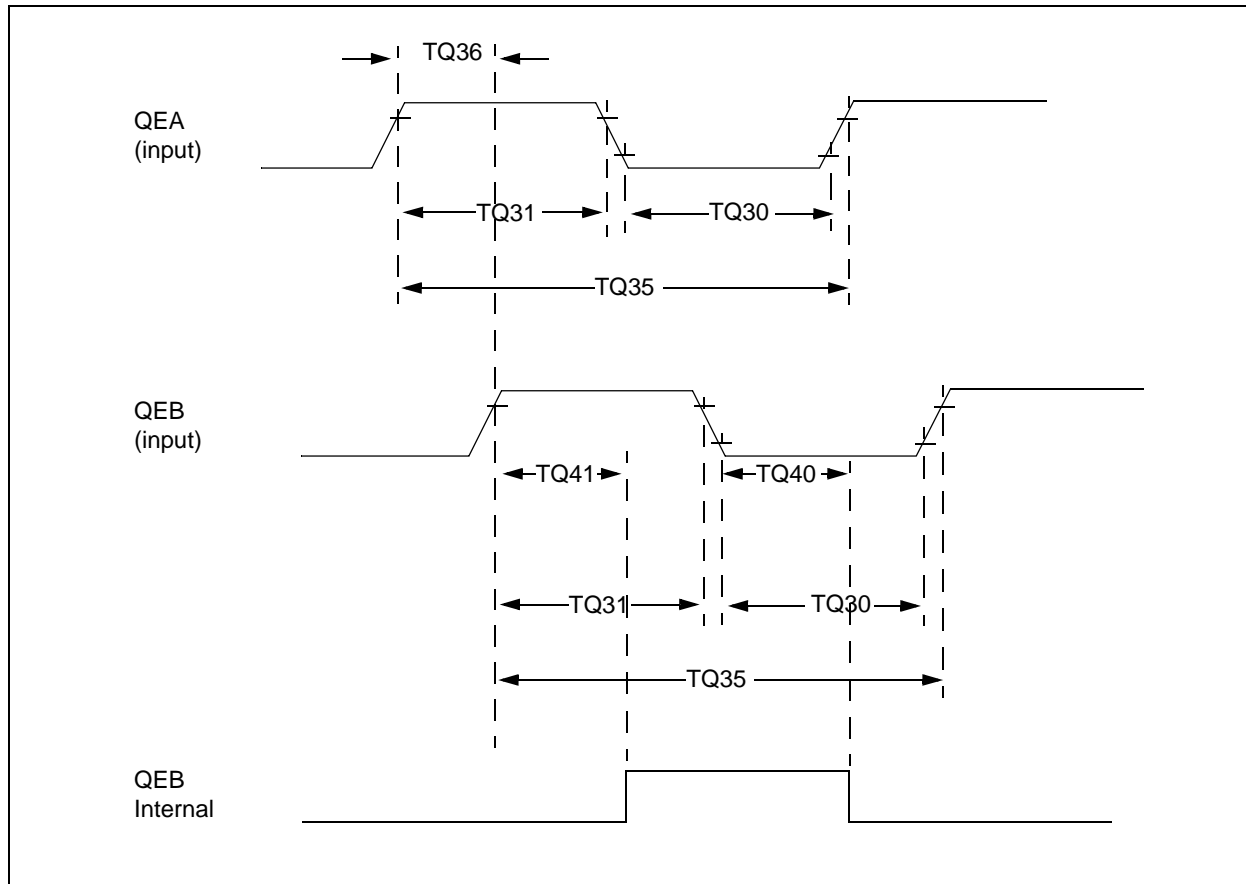 TQ36
QEA
(input)
TQ31
TQ30
TQ35
QEB
(input)
TQ41
TQ40
TQ31
TQ30
TQ35
QEB
Internal